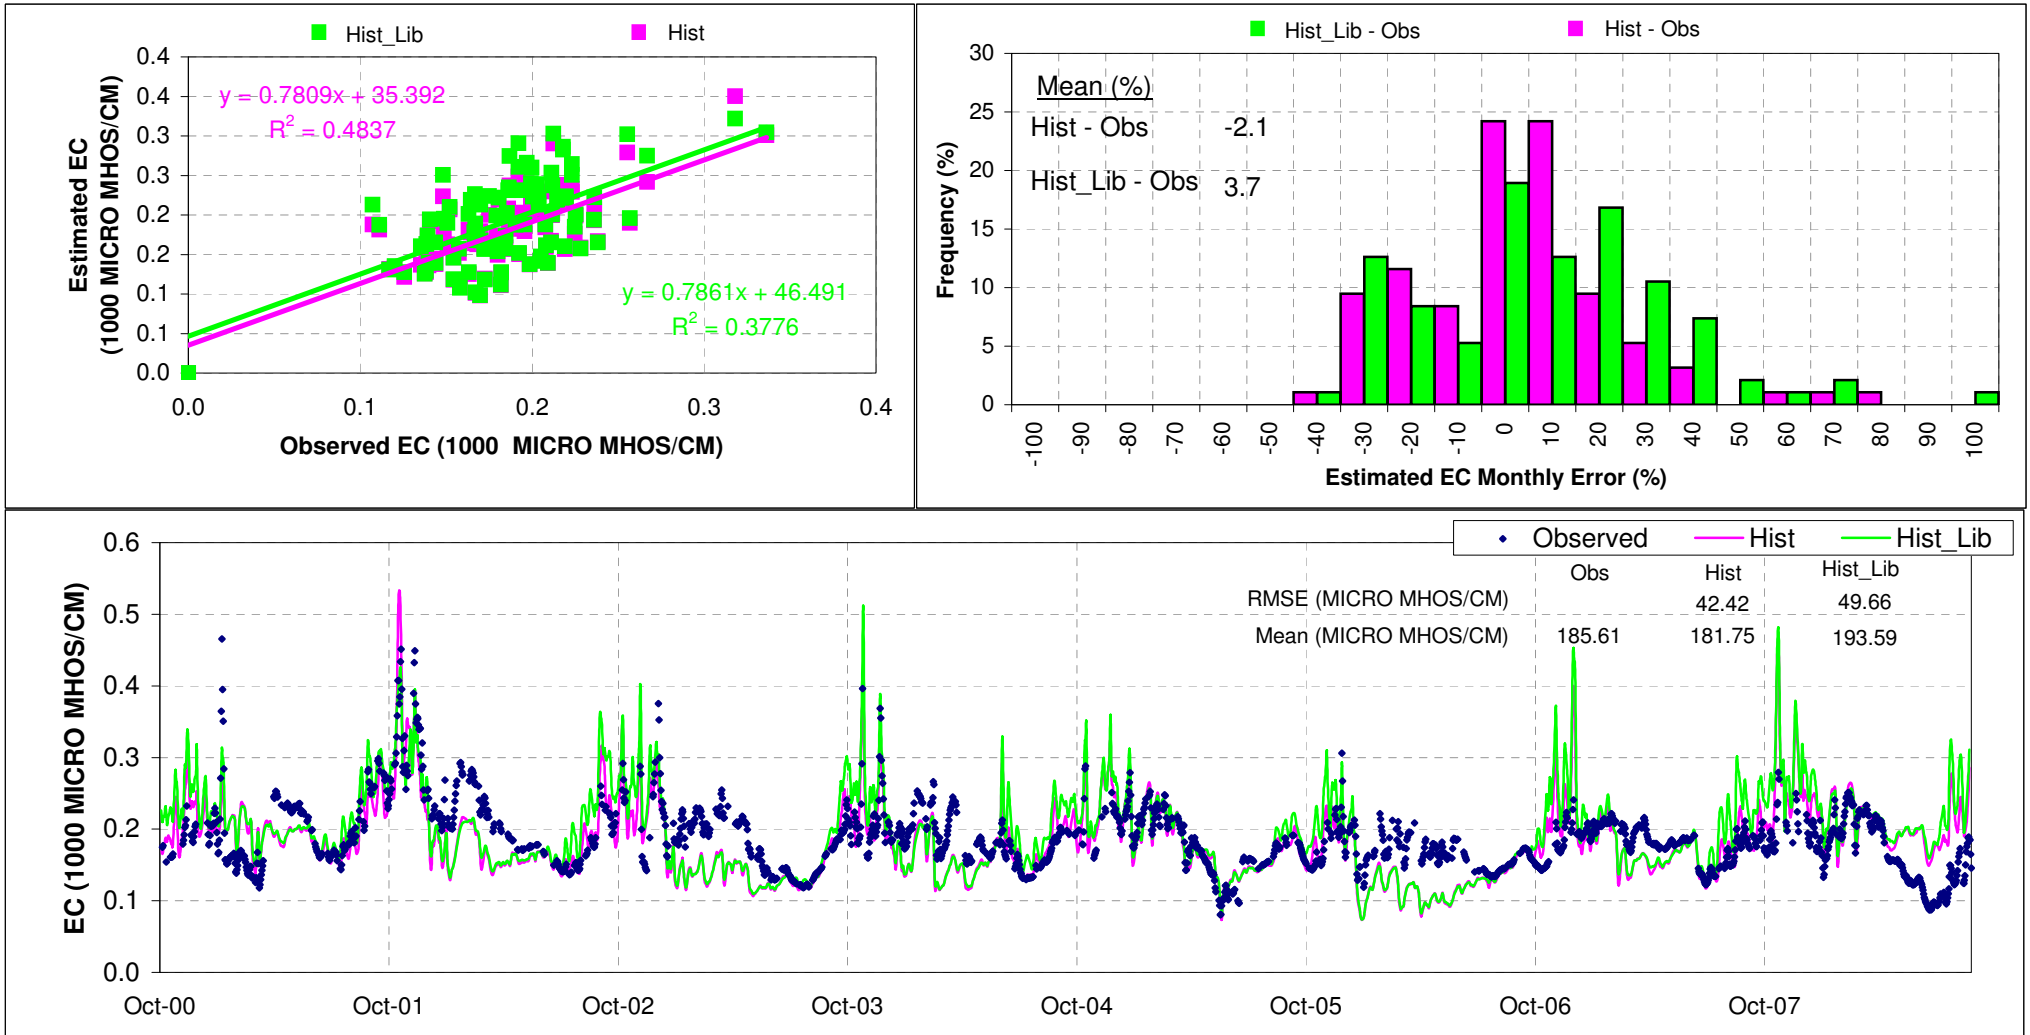 Hist_Lib Hist
0.4
0.4
0.3
0.3
0.2
0.2
0.1
0.1
0.0
Estimated EC
(1000 MICRO MHOS/CM)
y = 0.7809x + 35.392
R² = 0.4837
y = 0.7861x + 46.491
R² = 0.3776
0.0 0.1 0.2 0.3 0.4
Observed EC (1000 MICRO MHOS/CM)
Hist_Lib - Obs Hist - Obs
30
25
20
15
10
5
0
Frequency (%)
Mean (%)
Hist - Obs -2.1
Hist_Lib - Obs 3.7
-100 -90 -80 -70 -60 -50 -40 -30 -20 -10 0 10 20 30 40 50 60 70 80 100
Estimated EC Monthly Error (%)
Observed Hist Hist_Lib
Obs Hist Hist_Lib
RMSE (MICRO MHOS/CM) 42.42 49.66
Mean (MICRO MHOS/CM) 185.61 181.75 193.59
0.6
0.5
0.4
0.3
0.2
0.1
0.0
EC (1000 MICRO MHOS/CM)
Oct-00 Oct-01 Oct-02 Oct-03 Oct-04 Oct-05 Oct-06 Oct-07